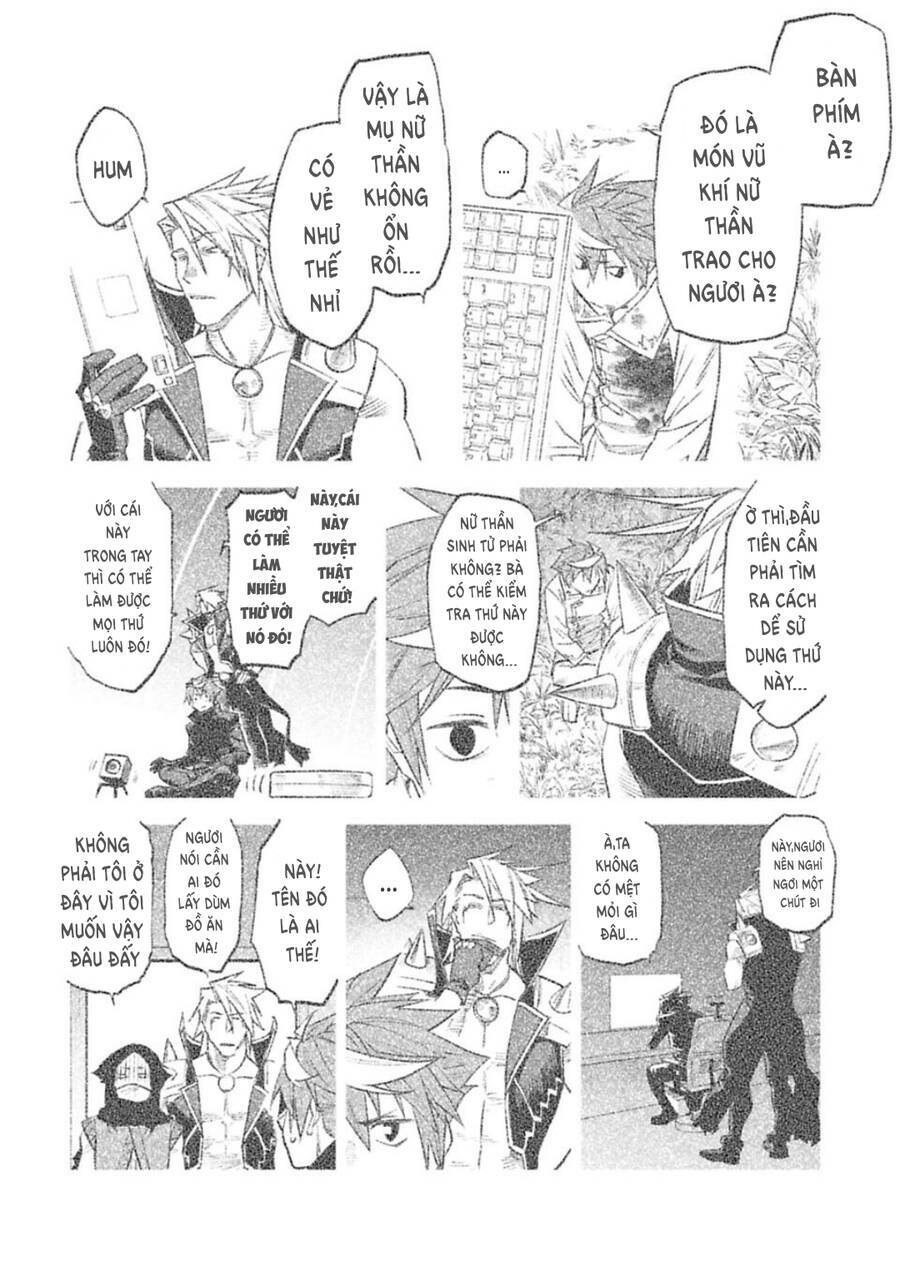 BÀN
PHÍM
À?
ĐÓ LÀ
MÓN VŨ
KHÍ NỮ
THẦN
TRAO CHO
NGƯƠI À?
...
VẬY LÀ
MỤ NỮ
THẦN
KHÔNG
ỔN
RỒI...
CÓ
VẺ
NHƯ
THẾ
NHỈ
HUM
Ờ THÌ,ĐẦU
TIÊN CẦN
PHẢI TÌM
RA CÁCH
DỂ SỬ
DỤNG THỨ
NÀY...
NỮ THẦN
SINH TỬ PHẢI
KHÔNG? BÀ
CÓ THỂ KIỂM
TRA THỨ NÀY
ĐƯỢC
KHÔNG...
NÀY,CÁI
NÀY
TUYỆT
THẬT
CHỨ!
NGƯƠI
CÓ THỂ
LÀM
NHIỀU
THỨ VỚI
NÓ ĐÓ!
VỚI CÁI
NÀY
TRONG TAY
THÌ CÓ THỂ
LÀM ĐƯỢC
MỌI THỨ
LUÔN ĐÓ!
NÀY,NGƯƠI
NÊN NGHỈ
NGƠI MỘT
CHÚT ĐI
À,TA
KHÔNG
CÓ MỆT
MỎI GÌ
ĐÂU...
...
NÀY!
TÊN ĐÓ
LÀ AI
THẾ!
NGƯƠI
NÓI CẦN
AI ĐÓ
LẤY DÙM
ĐỒ ĂN
MÀ!
KHÔNG
PHẢI TÔI Ở
ĐÂY VÌ TÔI
MUỐN VẬY
ĐÂU ĐẤY